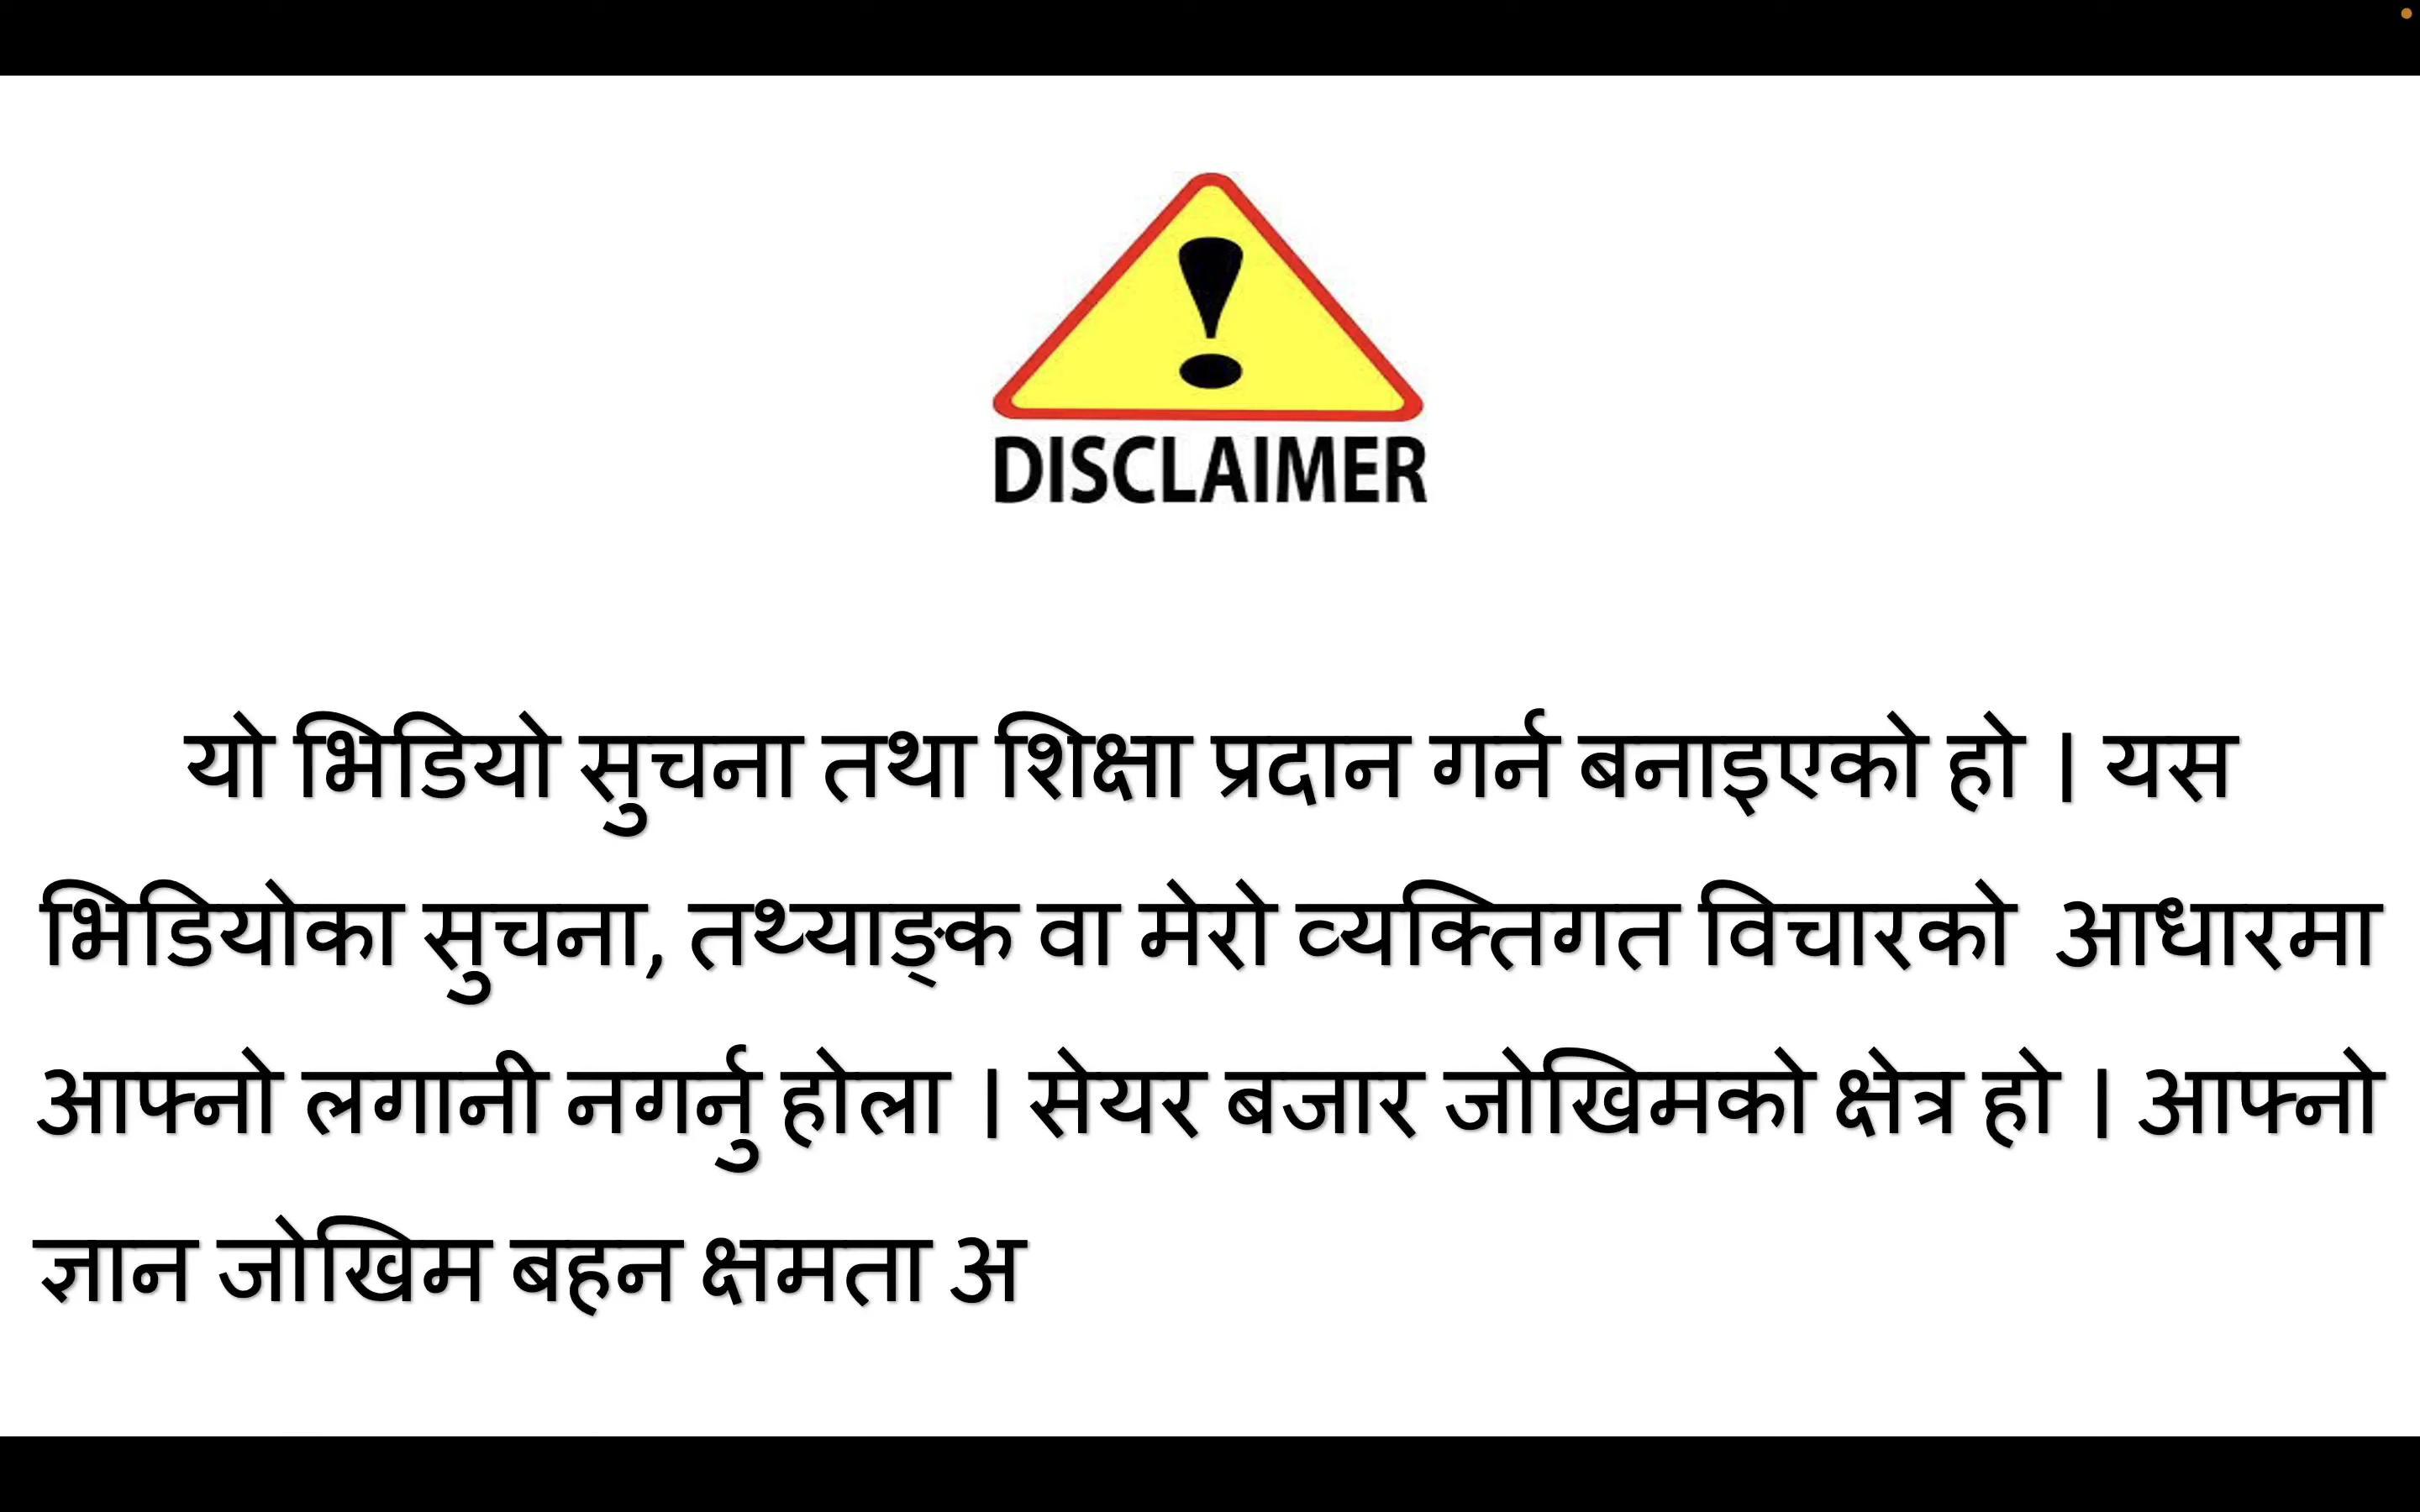 DISCLAIMER
यो भिडियो सुचना तथा शिक्षा प्रदान गर्न बनाइएको हो । यस
भिडियोका सुचना, तथ्याङ्क वा मेरो व्यक्तिगत विचारको आधारमा
आफ्नो लगानी नगर्नु होला । सेयर बजार जोखिमको क्षेत्र हो । आफ्नो
ज्ञान जोखिम बहन क्षमता अ